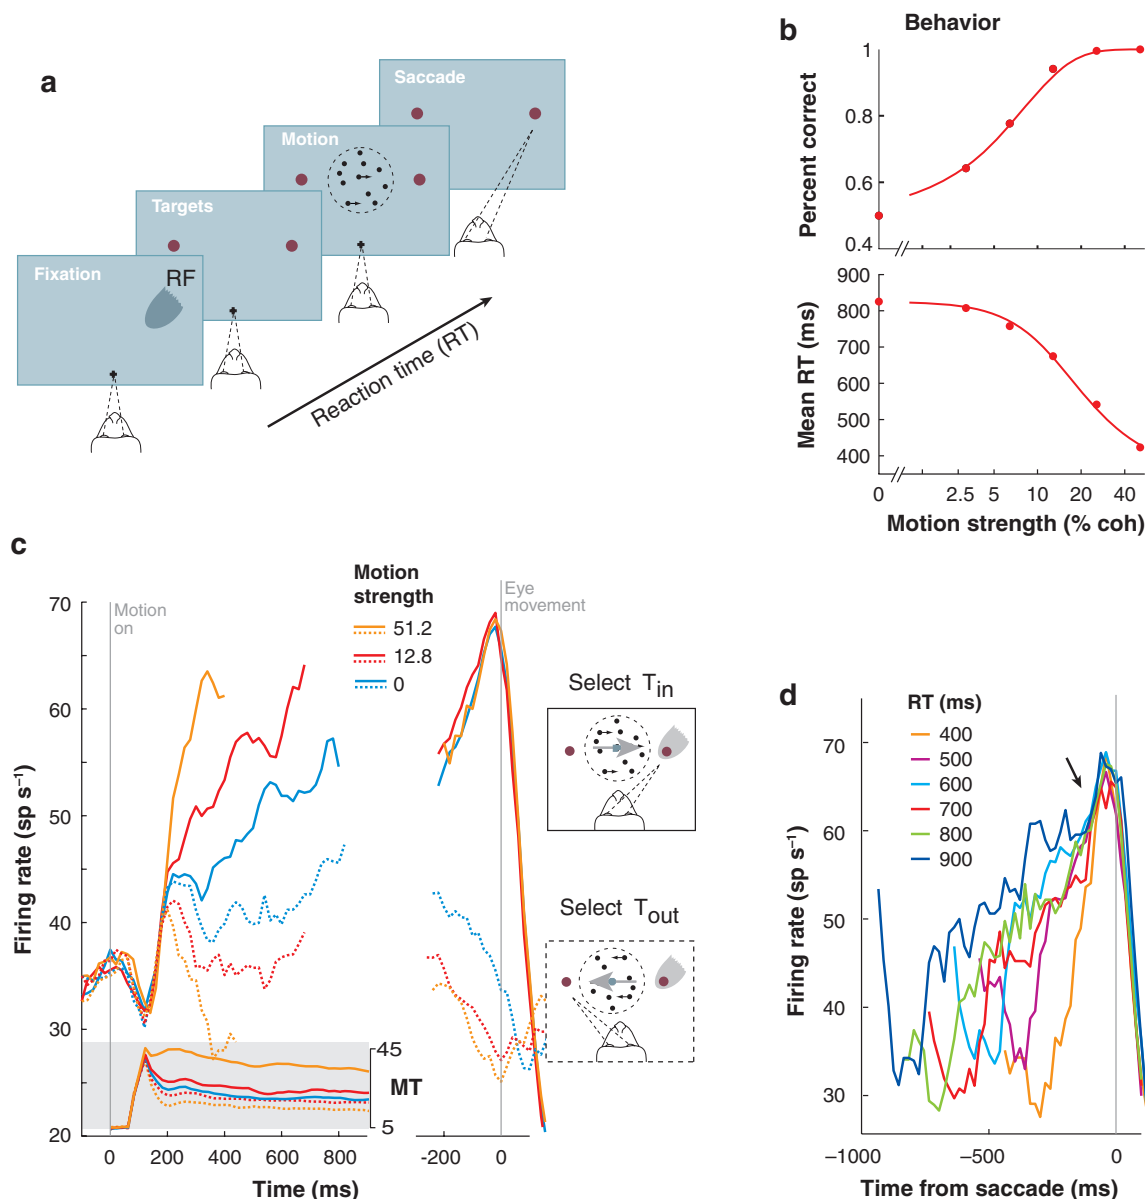 a
Fixation
RF
Targets
Motion
Saccade
Reaction time (RT)
b
Behavior
Percent correct
1
0.8
0.6
0.4
Mean RT (ms)
900
800
700
600
500
400
0
2.5
5
10
20
40
Motion strength (% coh)
c
Firing rate (sp s⁻¹)
70
60
50
40
30
20
Motion
on
Motion
strength
51.2
12.8
0
Eye
movement
MT
45
5
0
200
400
600
800
Time (ms)
-200
0
Select T_in
Select T_out
d
RT (ms)
400
500
600
700
800
900
Firing rate (sp s⁻¹)
70
60
50
40
30
–1000
–500
0
Time from saccade (ms)